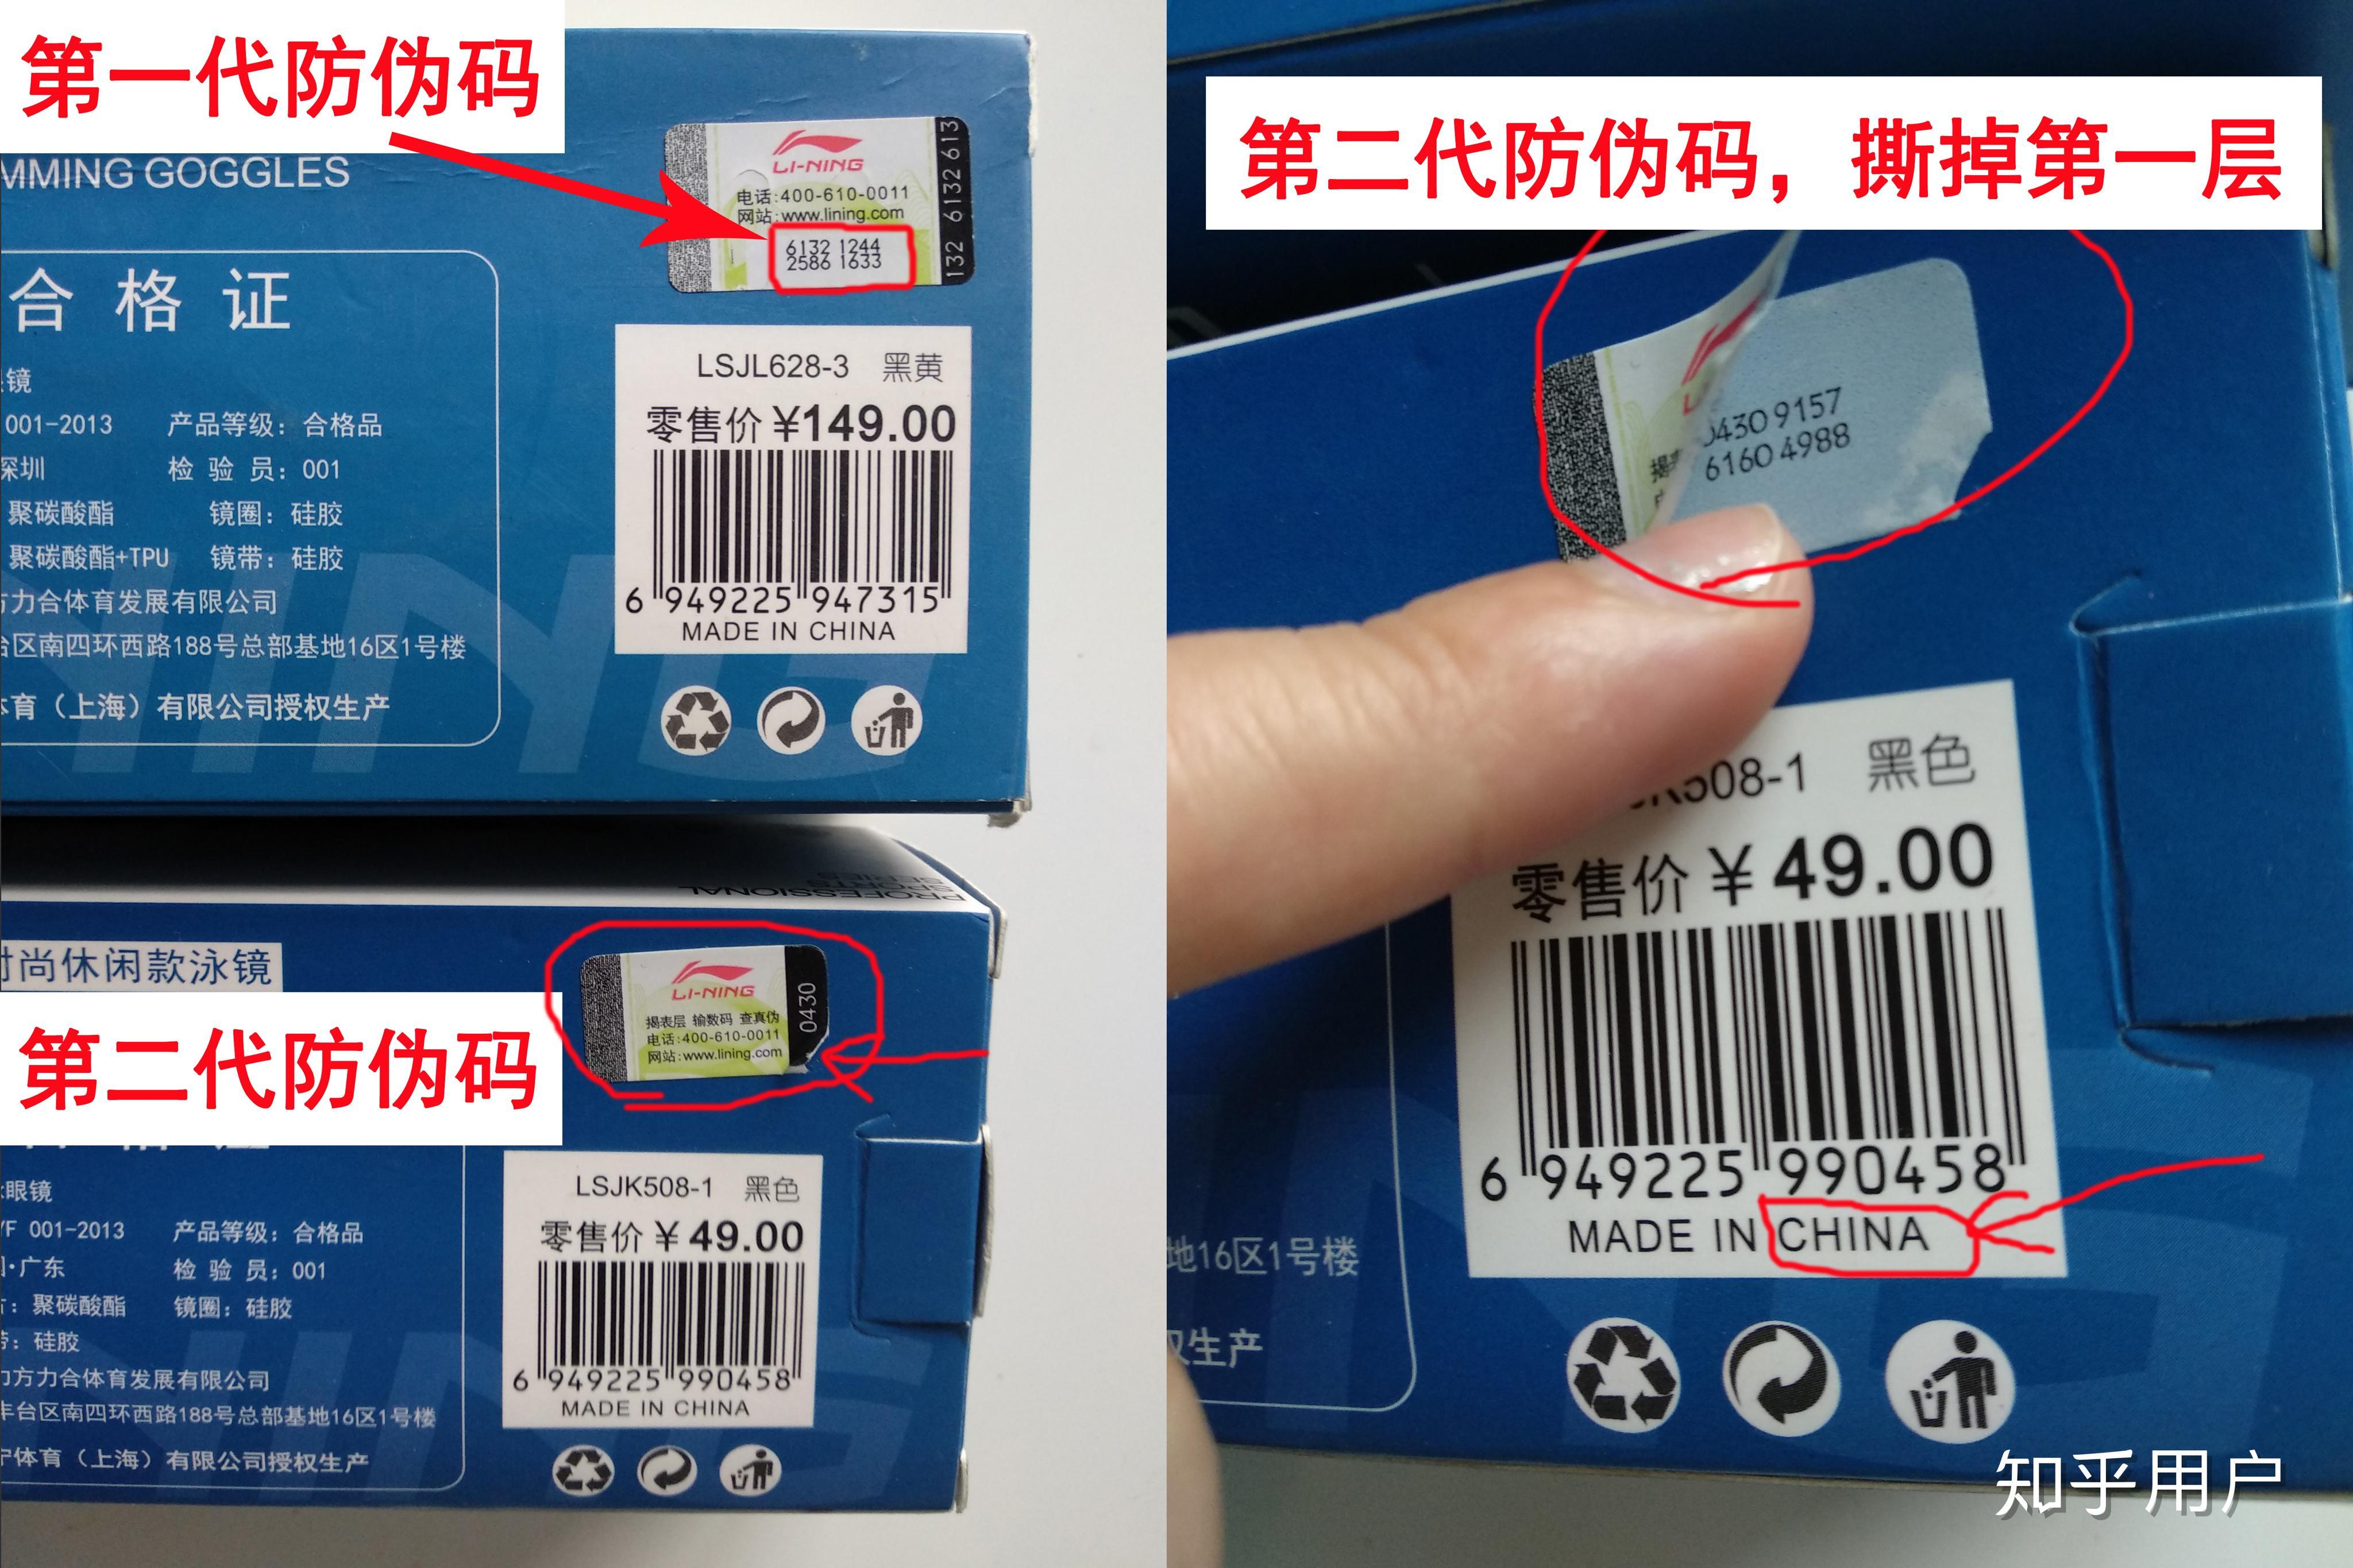 第一代防伪码
MMING GOGGLES
LI-NING
电话:400-610-0011
网站:www.lining.com
6132 1244
2586 1633
132 6132 613
合格证
镜
001-2013 产品等级：合格品
深圳 检 验 员：001
聚碳酸酯 镜圈：硅胶
聚碳酸酯+TPU 镜带：硅胶
方力合体育发展有限公司
台区南四环西路188号总部基地16区1号楼
体育（上海）有限公司授权生产
LSJL628-3 黑黄
零售价 ¥149.00
6 949225 947315
MADE IN CHINA
PROFESSIONAL
SPORTS
SERIES
时尚休闲款泳镜
第二代防伪码
LI-NING
揭表层 输数码 查真伪
电话:400-610-0011
网站:www.lining.com
0430
眼镜
YF 001-2013 产品等级：合格品
·广东 检 验 员：001
：聚碳酸酯 镜圈：硅胶
带：硅胶
力方力合体育发展有限公司
丰台区南四环西路188号总部基地16区1号楼
宁体育（上海）有限公司授权生产
LSJK508-1 黑色
零售价 ¥49.00
6 949225 990458
MADE IN CHINA
第二代防伪码，撕掉第一层
揭表
0430 9157
6160 4988
K508-1 黑色
零售价 ¥49.00
6 949225 990458
MADE IN CHINA
地16区1号楼
权生产
知乎用户